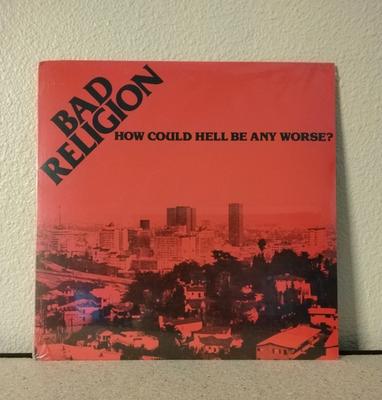 BAD
RELIGION
HOW COULD HELL BE ANY WORSE?